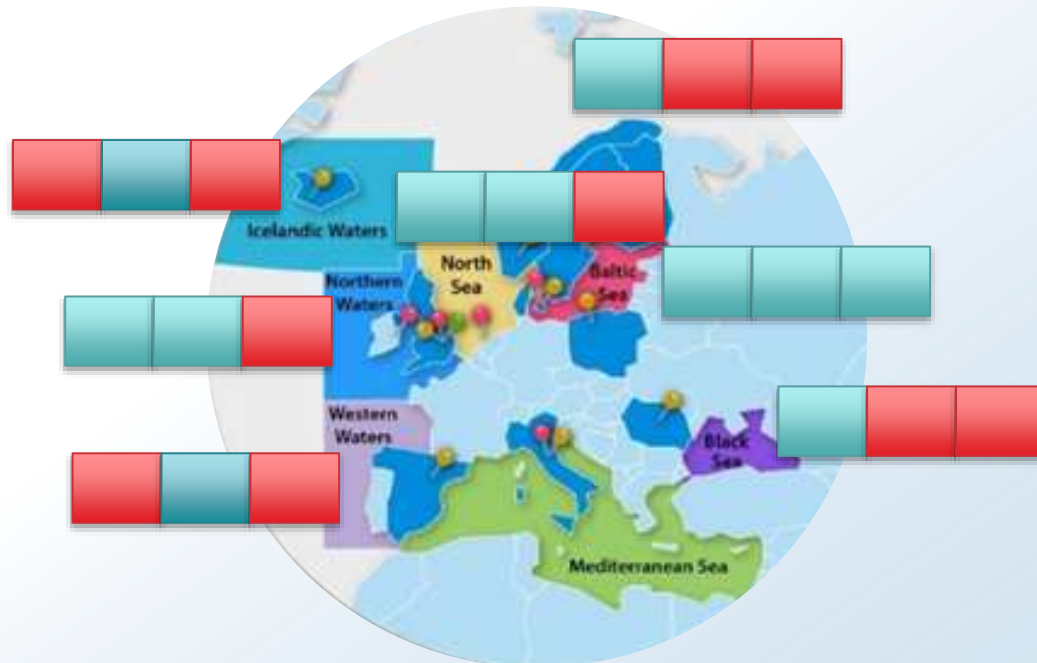 Icelandic Waters
Northern
Waters
North
Sea
Baltic
Sea
Western
Waters
Black
Sea
Mediterranean Sea